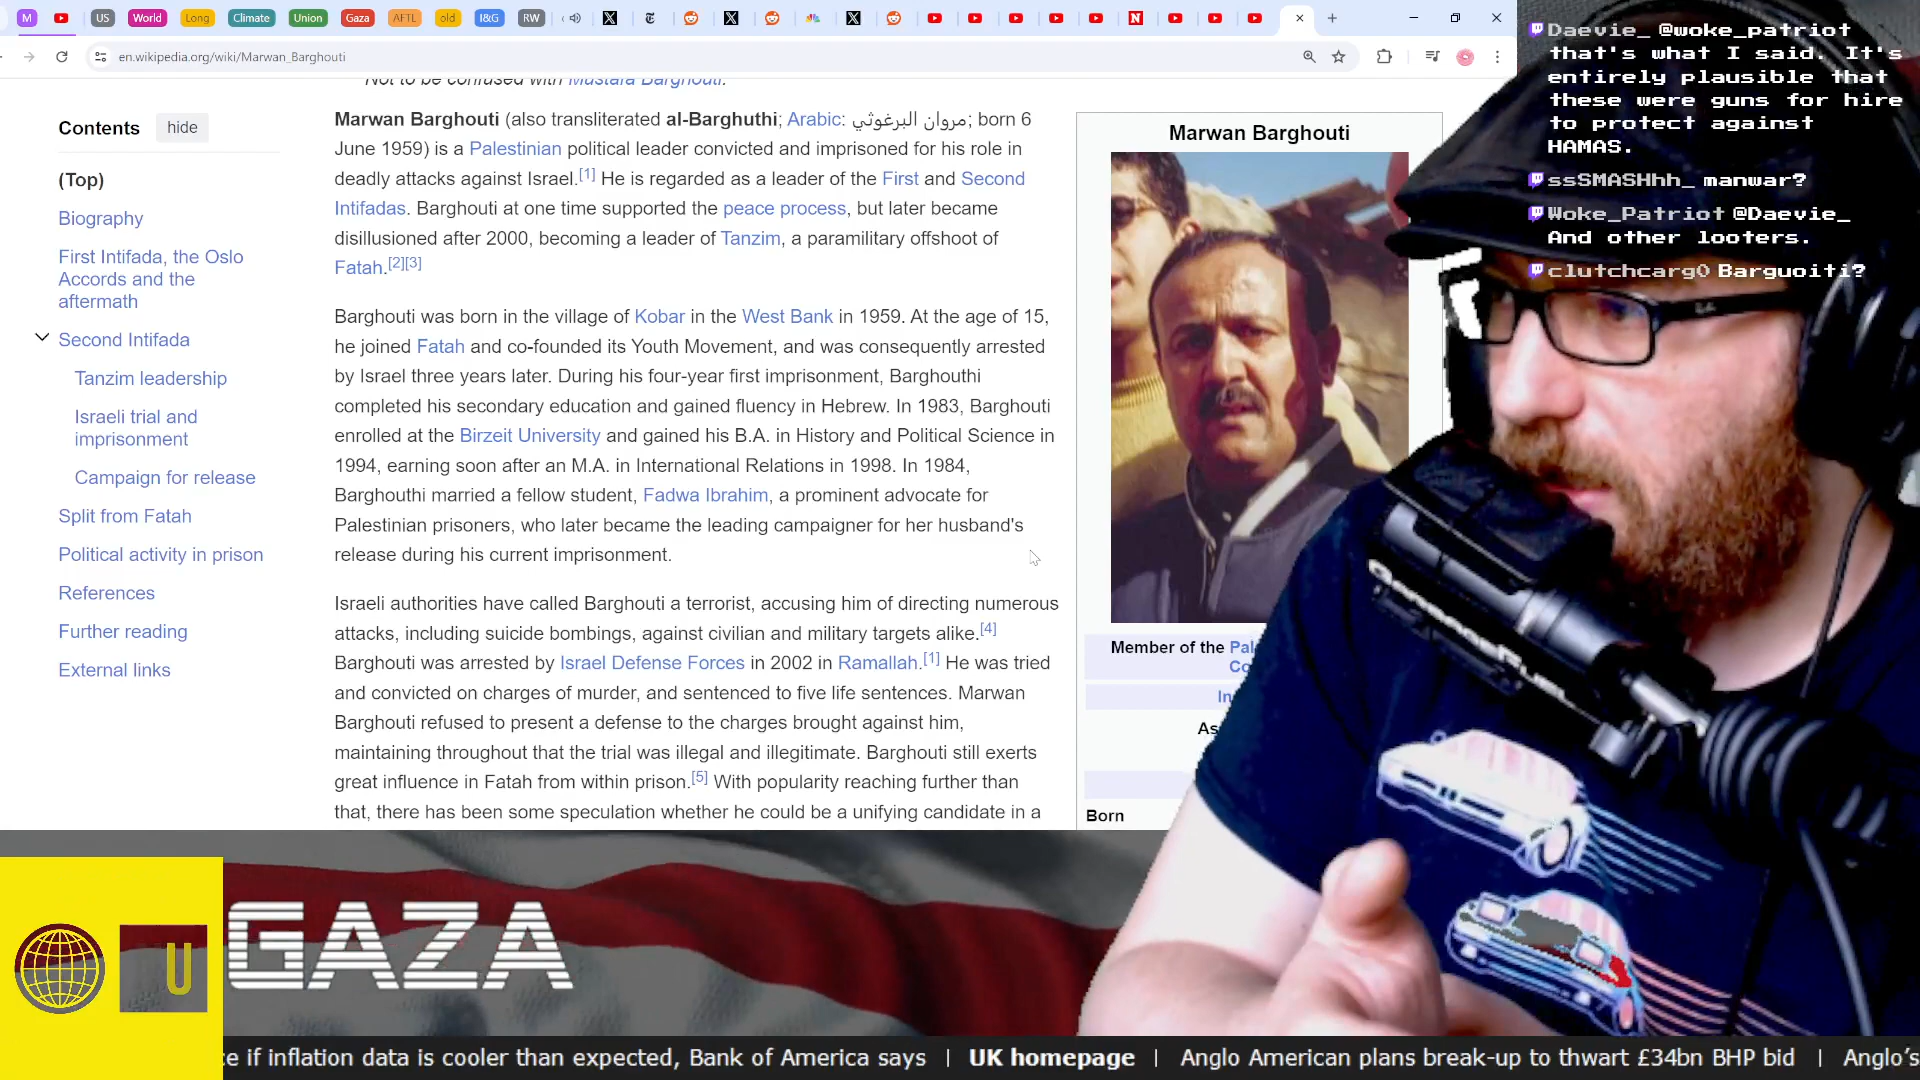 M
US
World
Long
Climate
Union
Gaza
AFTL
old
I&G
RW
en.wikipedia.org/wiki/Marwan_Barghouti
Not to be confused with Mustafa Barghouti.
Contents
hide
(Top)
Biography
First Intifada, the Oslo
Accords and the
aftermath
Second Intifada
Tanzim leadership
Israeli trial and
imprisonment
Campaign for release
Split from Fatah
Political activity in prison
References
Further reading
External links
Marwan Barghouti (also transliterated al-Barghuthi; Arabic: مروان البرغوثي; born 6
June 1959) is a Palestinian political leader convicted and imprisoned for his role in
deadly attacks against Israel.[1] He is regarded as a leader of the First and Second
Intifadas. Barghouti at one time supported the peace process, but later became
disillusioned after 2000, becoming a leader of Tanzim, a paramilitary offshoot of
Fatah.[2][3]
Barghouti was born in the village of Kobar in the West Bank in 1959. At the age of 15,
he joined Fatah and co-founded its Youth Movement, and was consequently arrested
by Israel three years later. During his four-year first imprisonment, Barghouthi
completed his secondary education and gained fluency in Hebrew. In 1983, Barghouti
enrolled at the Birzeit University and gained his B.A. in History and Political Science in
1994, earning soon after an M.A. in International Relations in 1998. In 1984,
Barghouthi married a fellow student, Fadwa Ibrahim, a prominent advocate for
Palestinian prisoners, who later became the leading campaigner for her husband's
release during his current imprisonment.
Israeli authorities have called Barghouti a terrorist, accusing him of directing numerous
attacks, including suicide bombings, against civilian and military targets alike.[4]
Barghouti was arrested by Israel Defense Forces in 2002 in Ramallah.[1] He was tried
and convicted on charges of murder, and sentenced to five life sentences. Marwan
Barghouti refused to present a defense to the charges brought against him,
maintaining throughout that the trial was illegal and illegitimate. Barghouti still exerts
great influence in Fatah from within prison.[5] With popularity reaching further than
that, there has been some speculation whether he could be a unifying candidate in a
Marwan Barghouti
Member of the Pal
Co
In
As
Born
Daevie_ @woke_patriot
that's what I said. It's
entirely plausible that
these were guns for hire
to protect against
HAMAS.
ssSMASHhh_ manwar?
Woke_Patriot @Daevie_
And other looters.
clutchcarg0 Barguoiti?
U
GAZA
ce if inflation data is cooler than expected, Bank of America says | UK homepage | Anglo American plans break-up to thwart £34bn BHP bid | Anglo's